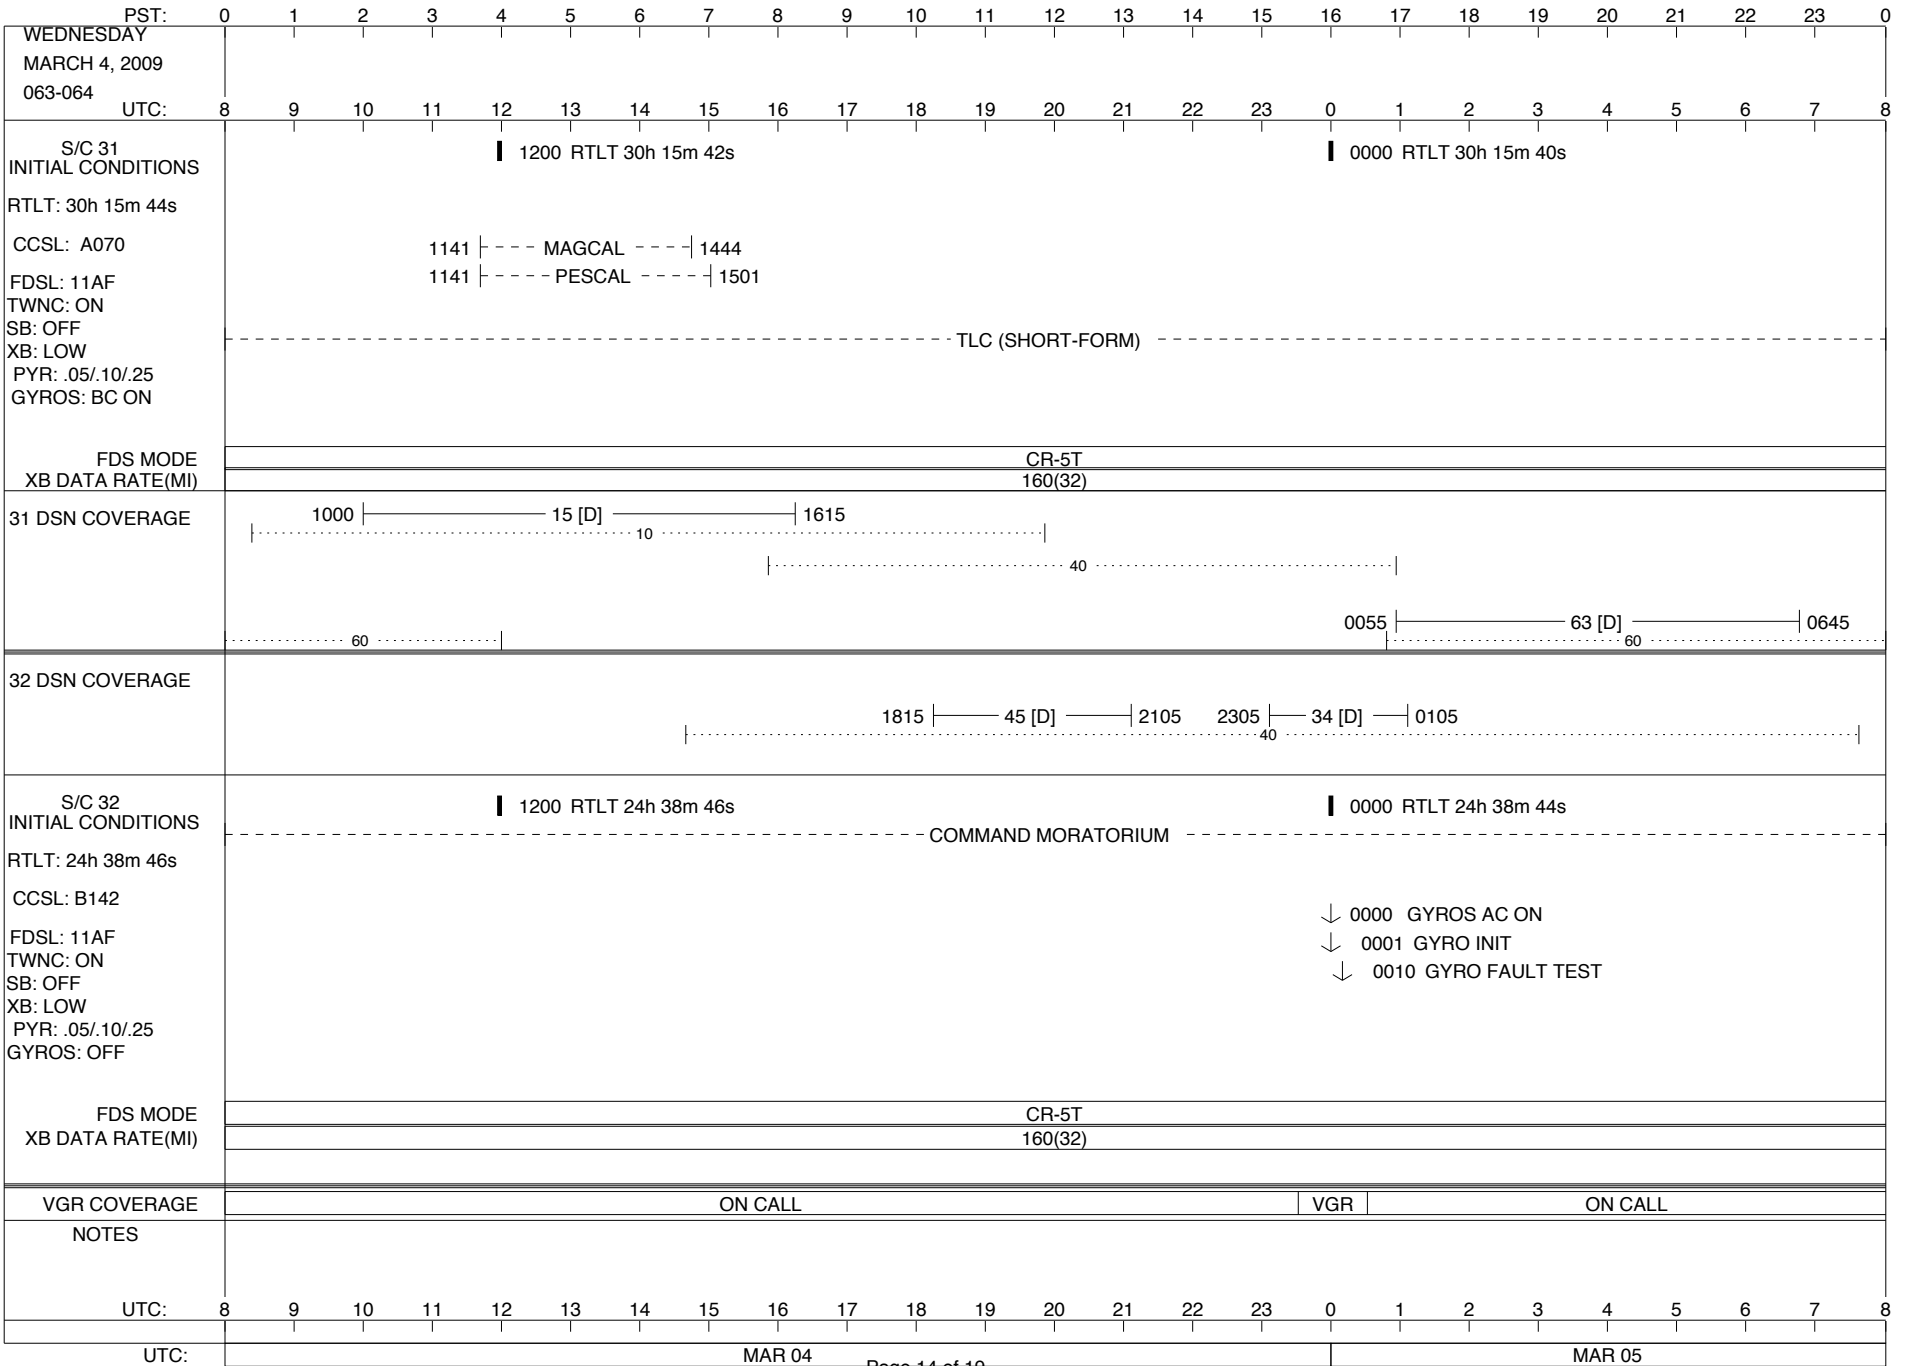 PST: 0 1 2 3 4 5 6 7 8 9 10 11 12 13 14 15 16 17 18 19 20 21 22 23 0
WEDNESDAY
MARCH 4, 2009
063-064
UTC: 8 9 10 11 12 13 14 15 16 17 18 19 20 21 22 23 0 1 2 3 4 5 6 7 8
S/C 31
INITIAL CONDITIONS
1200 RTLT 30h 15m 42s
0000 RTLT 30h 15m 40s
RTLT: 30h 15m 44s
CCSL: A070
1141 MAGCAL 1444
1141 PESCAL 1501
FDSL: 11AF
TWNC: ON
SB: OFF
TLC (SHORT-FORM)
XB: LOW
PYR: .05/.10/.25
GYROS: BC ON
FDS MODE CR-5T
XB DATA RATE(MI) 160(32)
31 DSN COVERAGE
1000 15 [D] 1615
10
40
0055 63 [D] 0645
60 60
32 DSN COVERAGE
1815 45 [D] 2105 2305 34 [D] 0105
40
S/C 32
INITIAL CONDITIONS
1200 RTLT 24h 38m 46s
0000 RTLT 24h 38m 44s
COMMAND MORATORIUM
RTLT: 24h 38m 46s
CCSL: B142
0000 GYROS AC ON
FDSL: 11AF
0001 GYRO INIT
TWNC: ON
0010 GYRO FAULT TEST
SB: OFF
XB: LOW
PYR: .05/.10/.25
GYROS: OFF
FDS MODE CR-5T
XB DATA RATE(MI) 160(32)
VGR COVERAGE ON CALL VGR ON CALL
NOTES
UTC: 8 9 10 11 12 13 14 15 16 17 18 19 20 21 22 23 0 1 2 3 4 5 6 7 8
UTC: MAR 04 MAR 05
Page 14 of 19